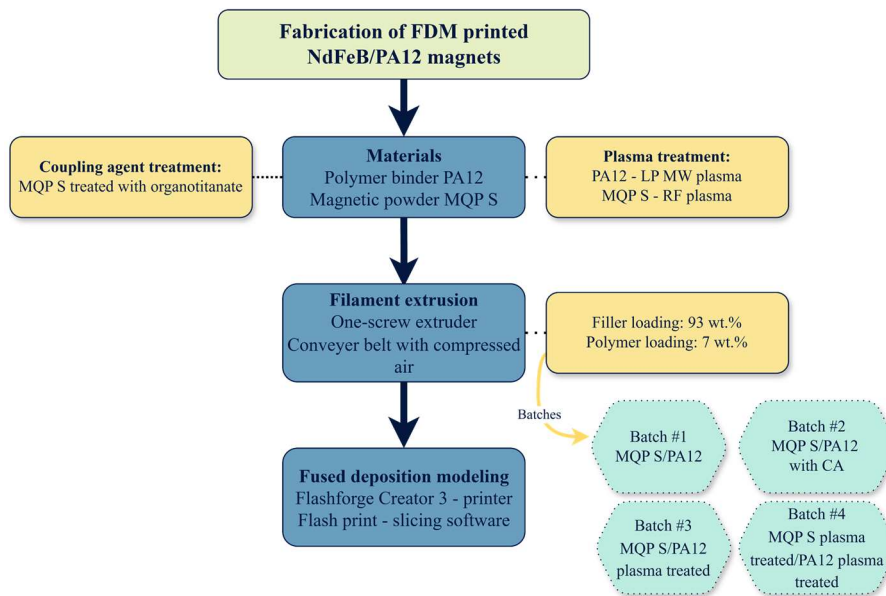 Fabrication of FDM printed
NdFeB/PA12 magnets
Coupling agent treatment:
MQP S treated with organotitanate
Materials
Polymer binder PA12
Magnetic powder MQP S
Plasma treatment:
PA12 - LP MW plasma
MQP S - RF plasma
Filament extrusion
One-screw extruder
Conveyer belt with compressed
air
Filler loading: 93 wt.%
Polymer loading: 7 wt.%
Batches
Batch #1
MQP S/PA12
Batch #2
MQP S/PA12
with CA
Fused deposition modeling
Flashforge Creator 3 - printer
Flash print - slicing software
Batch #3
MQP S/PA12
plasma treated
Batch #4
MQP S plasma
treated/PA12 plasma
treated